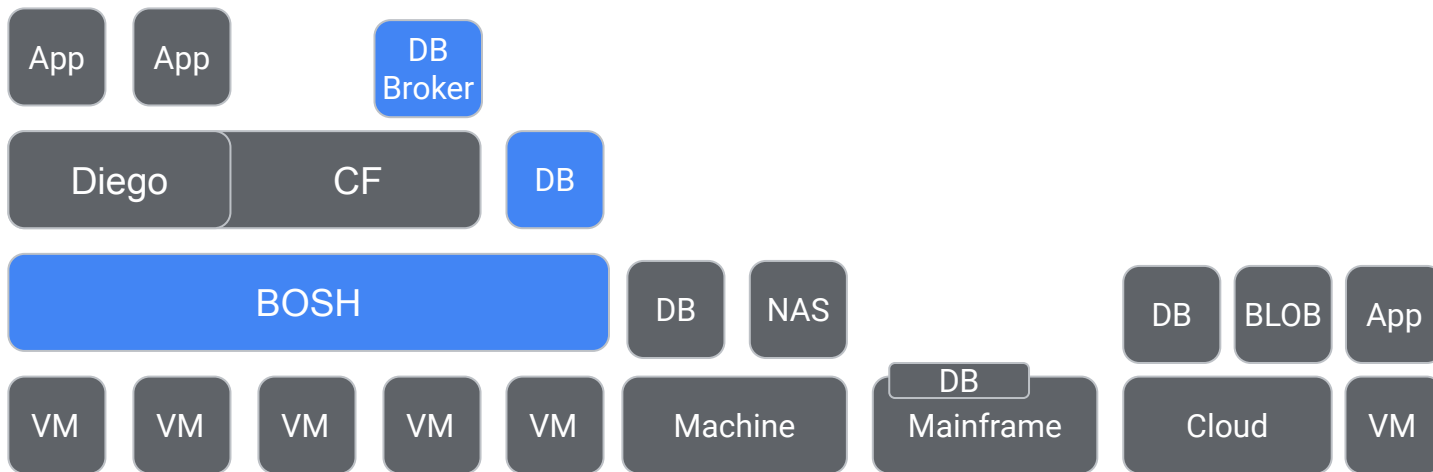 App
App
DB
Broker
Diego
CF
DB
BOSH
DB
NAS
DB
BLOB
App
DB
VM
VM
VM
VM
VM
Machine
Mainframe
Cloud
VM